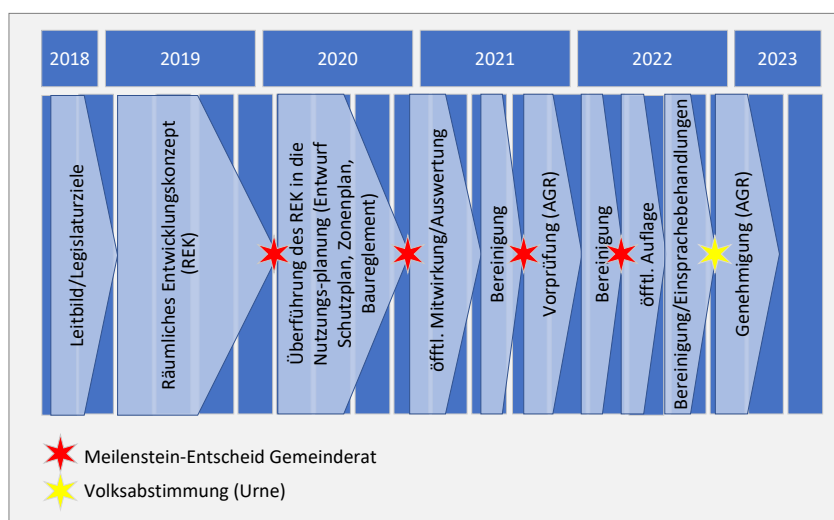 2018
2019
2020
2021
2022
2023
Leitbild/Legislaturziele
Räumliches Entwicklungskonzept
(REK)
Überführung des REK in die
Nutzungs-planung (Entwurf
Schutzplan, Zonenplan,
Baureglement)
öfftl. Mitwirkung/Auswertung
Bereinigung
Vorprüfung (AGR)
Bereinigung
öfftl. Auflage
Bereinigung/Einsprachebehandlungen
Genehmigung (AGR)
Meilenstein-Entscheid Gemeinderat
Volksabstimmung (Urne)